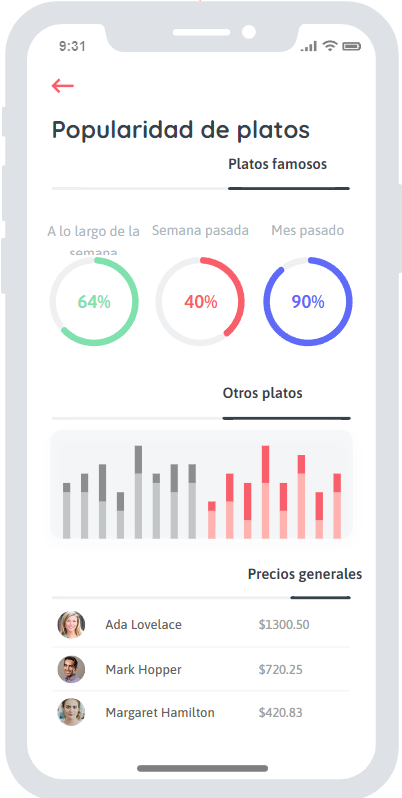 9:31
Popularidad de platos
Platos famosos
A lo largo de la
semana
Semana pasada
Mes pasado
64%
40%
90%
Otros platos
Precios generales
Ada Lovelace
$1300.50
Mark Hopper
$720.25
Margaret Hamilton
$420.83